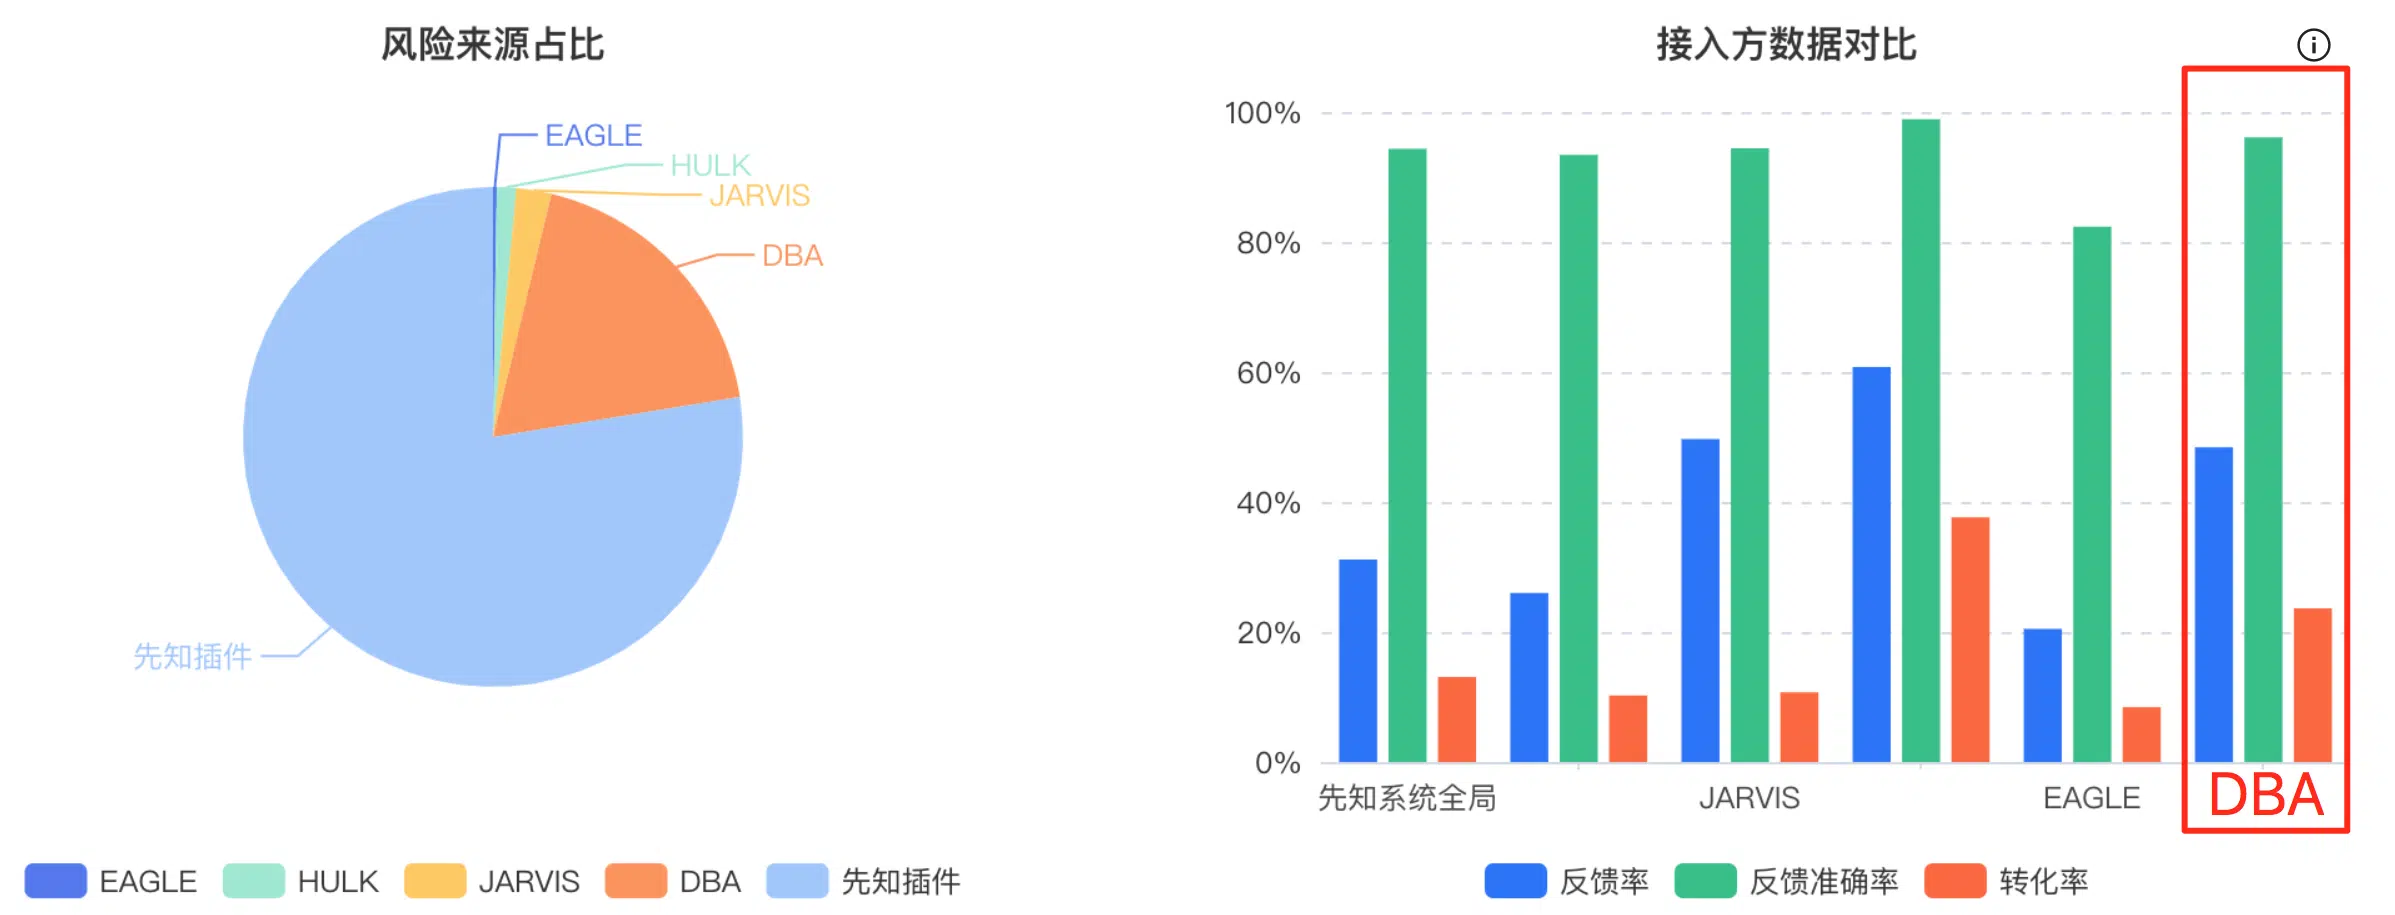 风险来源占比
EAGLE
HULK
JARVIS
DBA
先知插件
EAGLE HULK JARVIS DBA 先知插件
接入方数据对比
100%
80%
60%
40%
20%
0%
先知系统全局 JARVIS EAGLE DBA
反馈率 反馈准确率 转化率